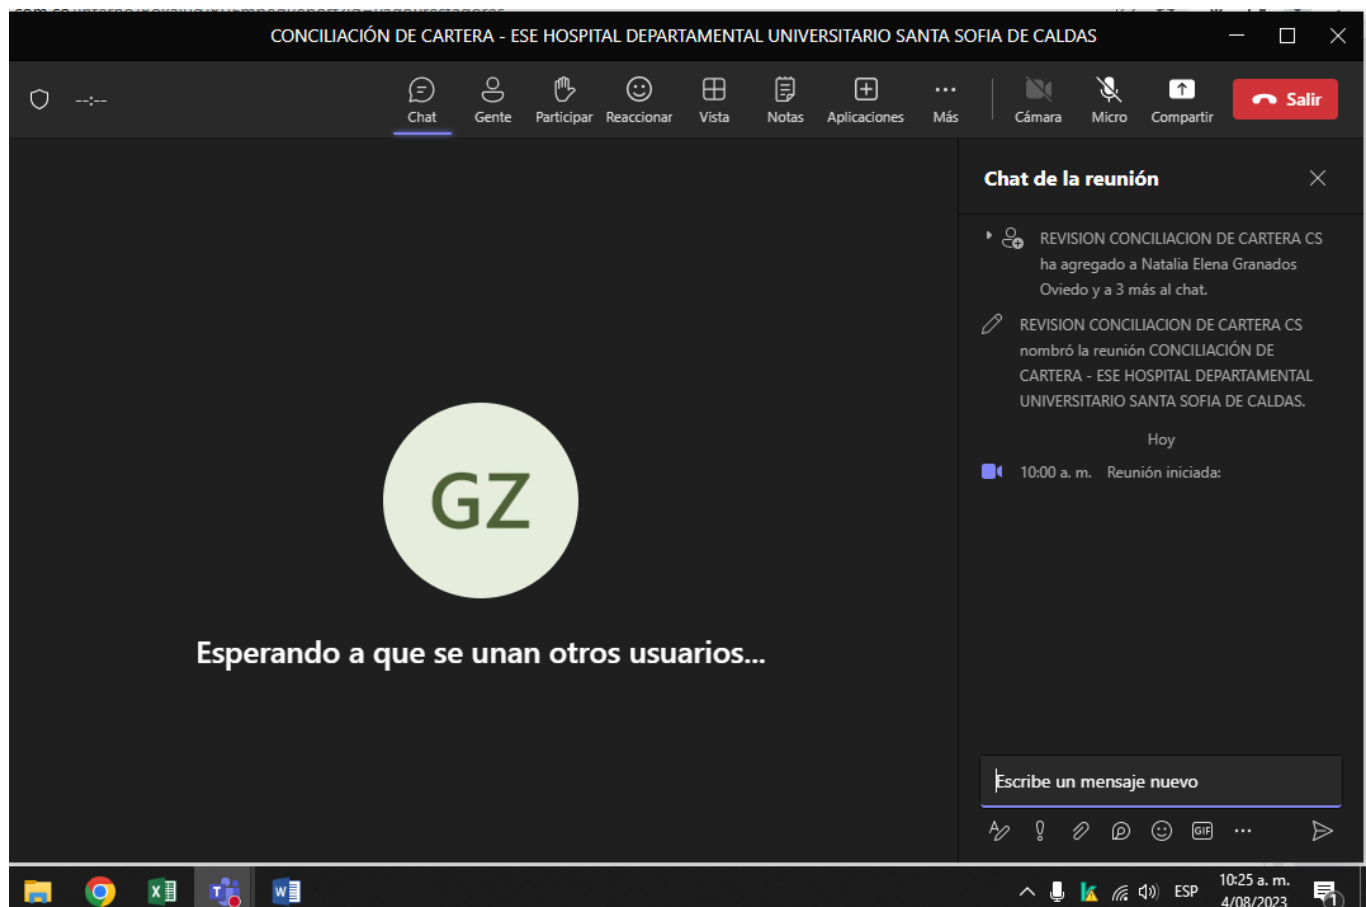 CONCILIACIÓN DE CARTERA - ESE HOSPITAL DEPARTAMENTAL UNIVERSITARIO SANTA SOFIA DE CALDAS
--:--
Chat Gente Participar Reaccionar Vista Notas Aplicaciones Más Cámara Micro Compartir Salir
Chat de la reunión
REVISION CONCILIACION DE CARTERA CS
ha agregado a Natalia Elena Granados
Oviedo y a 3 más al chat.
REVISION CONCILIACION DE CARTERA CS
nombró la reunión CONCILIACIÓN DE
CARTERA - ESE HOSPITAL DEPARTAMENTAL
UNIVERSITARIO SANTA SOFIA DE CALDAS.
Hoy
10:00 a. m. Reunión iniciada:
GZ
Esperando a que se unan otros usuarios...
Escribe un mensaje nuevo
GIF
ESP
10:25 a. m.
4/08/2023
1